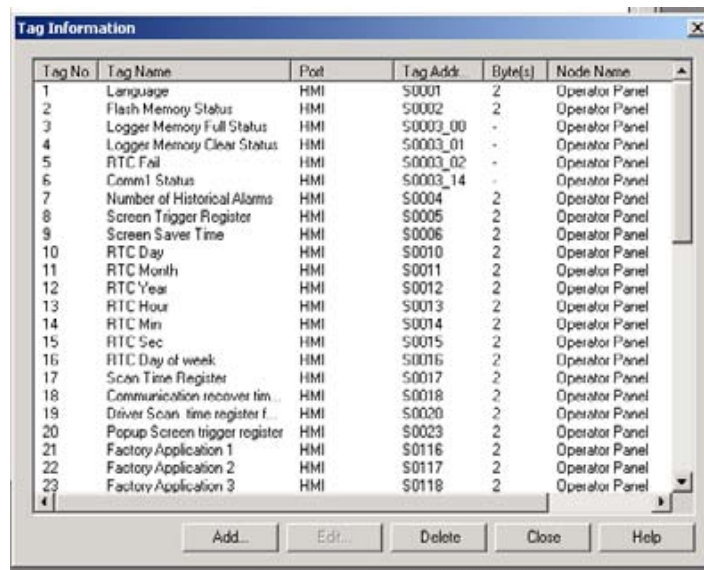 Tag Information
Tag No Tag Name Port Tag Addr... Byte(s) Node Name
1 Language HMI S0001 2 Operator Panel
2 Flash Memory Status HMI S0002 2 Operator Panel
3 Logger Memory Full Status HMI S0003_00 - Operator Panel
4 Logger Memory Clear Status HMI S0003_01 - Operator Panel
5 RTC Fail HMI S0003_02 - Operator Panel
6 Comm1 Status HMI S0003_14 - Operator Panel
7 Number of Historical Alarms HMI S0004 2 Operator Panel
8 Screen Trigger Register HMI S0005 2 Operator Panel
9 Screen Saver Time HMI S0006 2 Operator Panel
10 RTC Day HMI S0010 2 Operator Panel
11 RTC Month HMI S0011 2 Operator Panel
12 RTC Year HMI S0012 2 Operator Panel
13 RTC Hour HMI S0013 2 Operator Panel
14 RTC Min HMI S0014 2 Operator Panel
15 RTC Sec HMI S0015 2 Operator Panel
16 RTC Day of week HMI S0016 2 Operator Panel
17 Scan Time Register HMI S0017 2 Operator Panel
18 Communication recover tim... HMI S0018 2 Operator Panel
19 Driver Scan time register f... HMI S0020 2 Operator Panel
20 Popup Screen trigger register HMI S0023 2 Operator Panel
21 Factory Application 1 HMI S0116 2 Operator Panel
22 Factory Application 2 HMI S0117 2 Operator Panel
23 Factory Application 3 HMI S0118 2 Operator Panel
Add... Edit... Delete Close Help